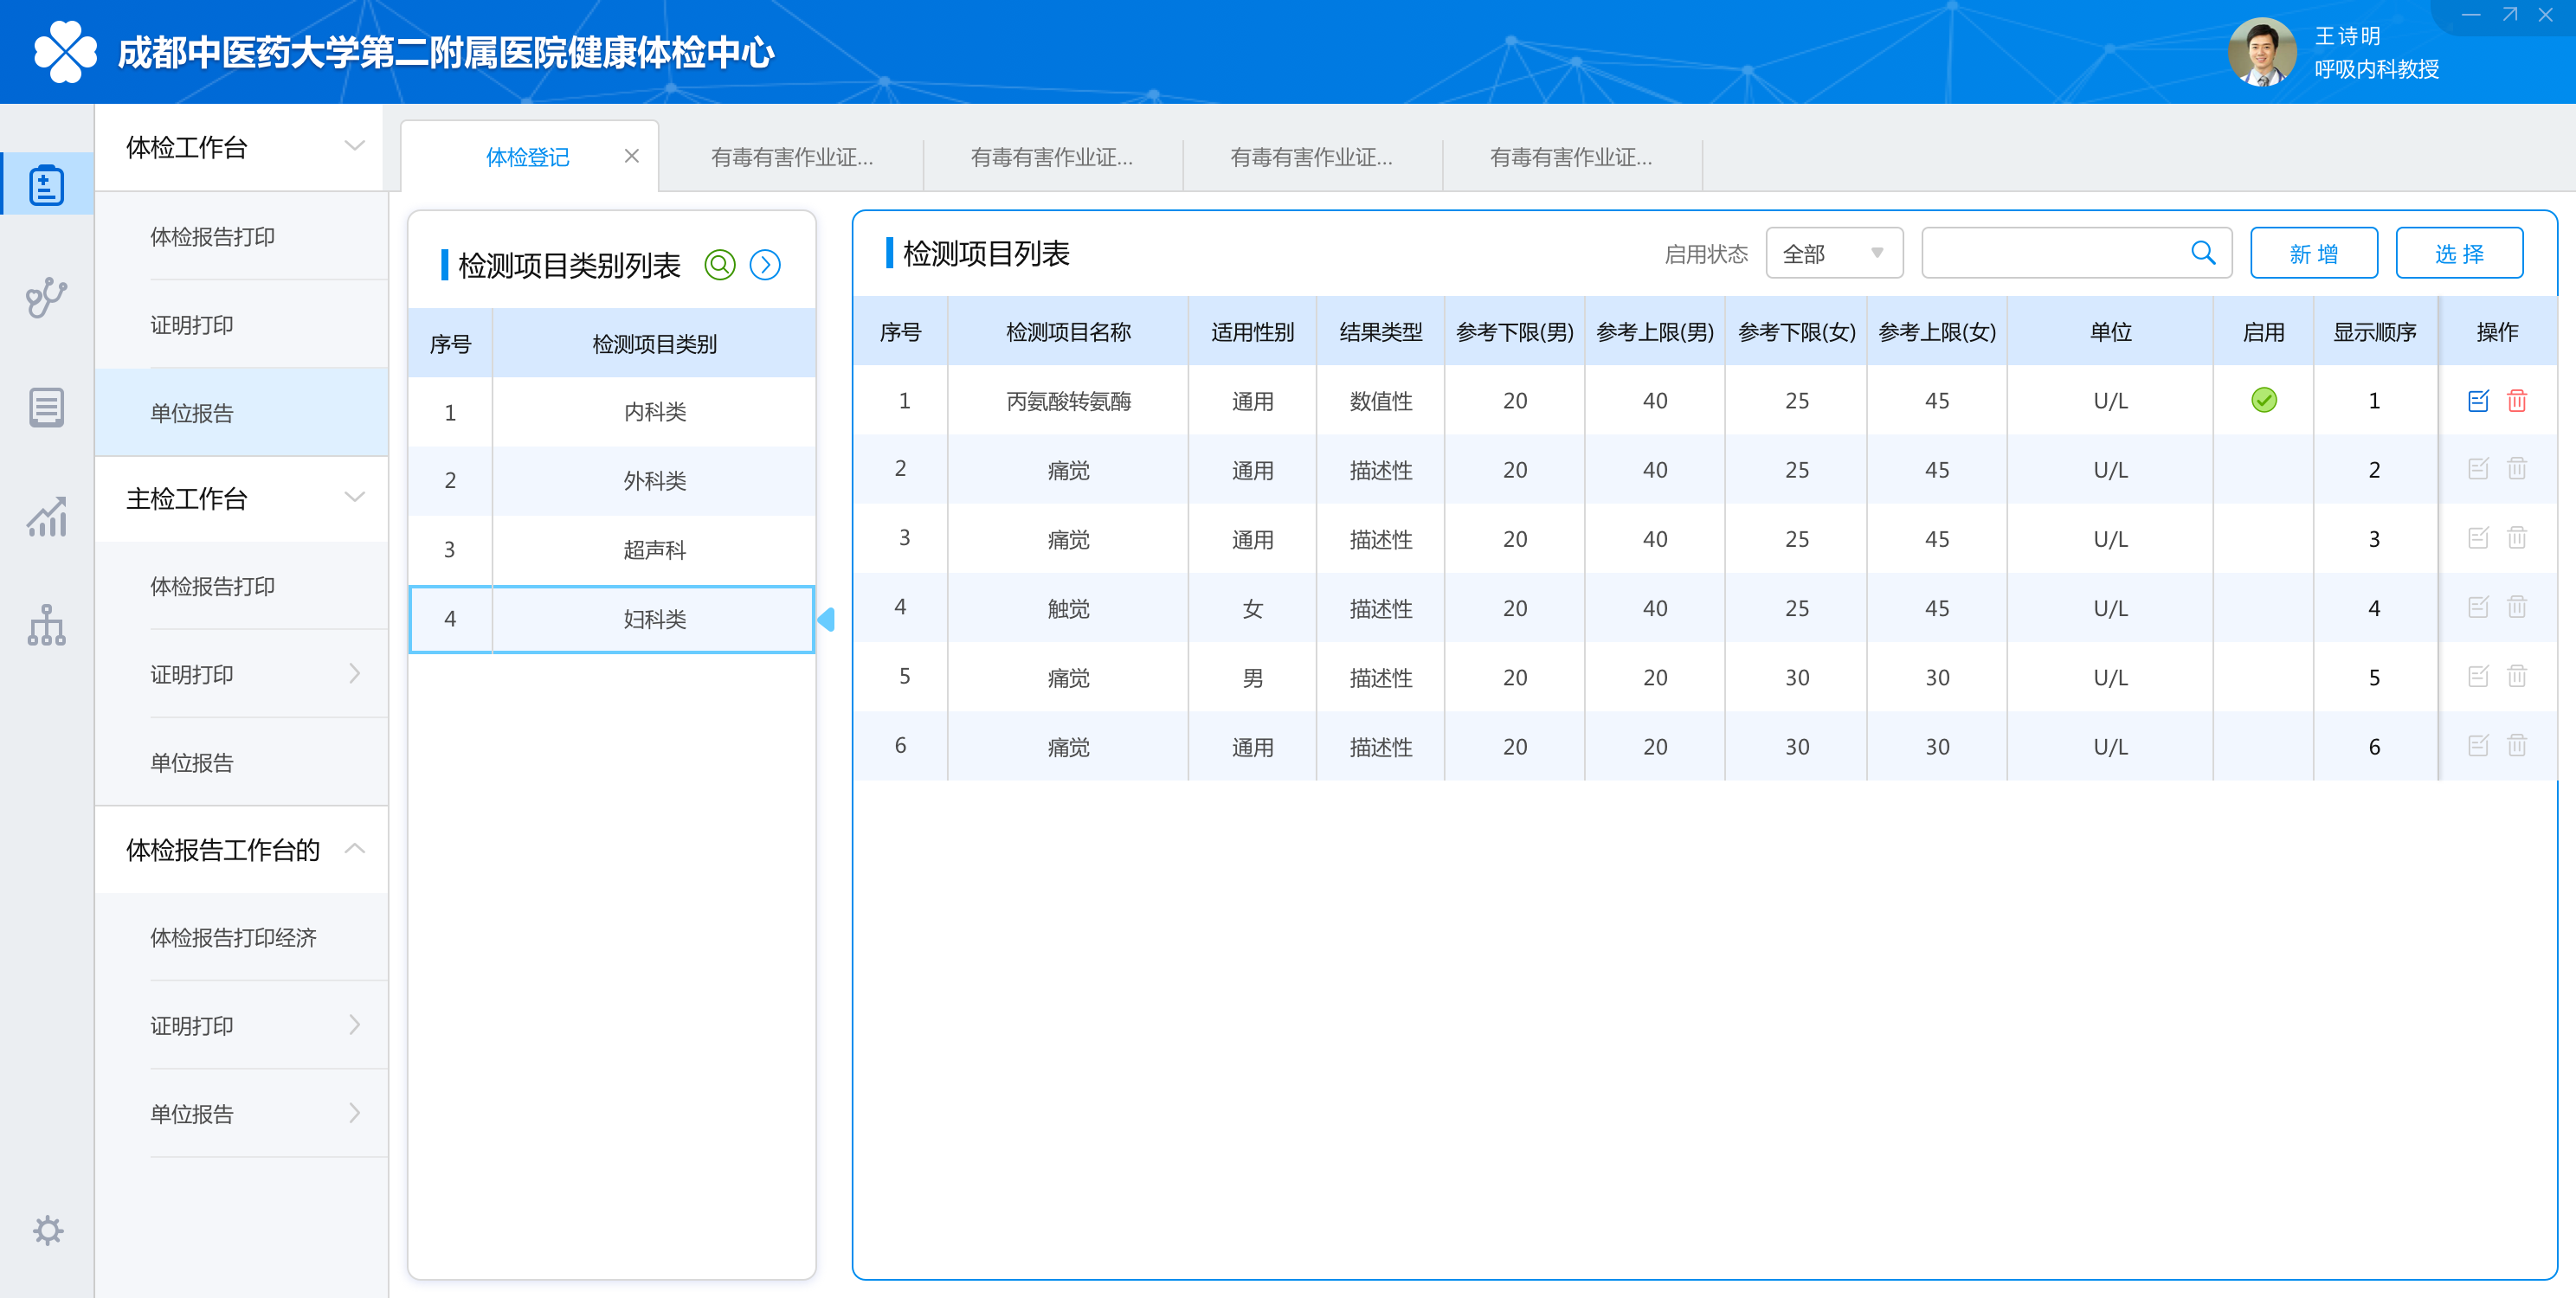 成都中医药大学第二附属医院健康体检中心
王诗明
呼吸内科教授
体检工作台
体检报告打印
证明打印
单位报告
主检工作台
体检报告打印
证明打印
单位报告
体检报告工作台的
体检报告打印经济
证明打印
单位报告
体检登记 有毒有害作业证... 有毒有害作业证... 有毒有害作业证... 有毒有害作业证...
检测项目类别列表
序号 检测项目类别
1 内科类
2 外科类
3 超声科
4 妇科类
检测项目列表 启用状态 全部 新增 选择
序号 检测项目名称 适用性别 结果类型 参考下限(男) 参考上限(男) 参考下限(女) 参考上限(女) 单位 启用 显示顺序 操作
1 丙氨酸转氨酶 通用 数值性 20 40 25 45 U/L 1
2 痛觉 通用 描述性 20 40 25 45 U/L 2
3 痛觉 通用 描述性 20 40 25 45 U/L 3
4 触觉 女 描述性 20 40 25 45 U/L 4
5 痛觉 男 描述性 20 20 30 30 U/L 5
6 痛觉 通用 描述性 20 20 30 30 U/L 6